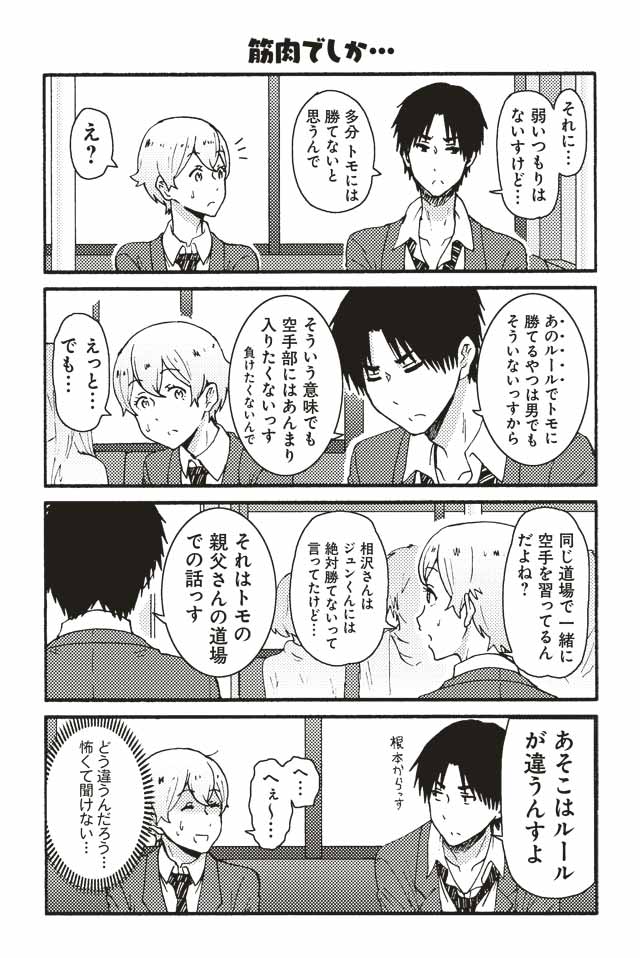 筋肉でしか…
それに…
弱いつもりは
ないすけど…
多分トモには
勝てないと
思うんで
え？
あのルールでトモに
勝てるやつは男でも
そういないっすから
そういう意味でも
空手部にはあんまり
入りたくないっす
負けたくないんで
えっと…
でも…
同じ道場で一緒に
空手を習ってるん
だよね？
相沢さんは
ジュンくんには
絶対勝てないって
言ってたけど…
それはトモの
親父さんの道場
での話っす
あそこはルール
が違うんすよ
根本からっす
へ…
へぇ～…
どう違うんだろう…
怖くて聞けない…